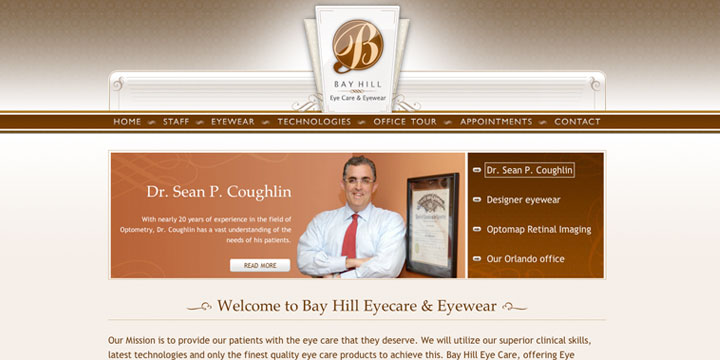 B
BAY HILL
Eye Care & Eyewear
HOME STAFF EYEWEAR TECHNOLOGIES OFFICE TOUR APPOINTMENTS CONTACT
Dr. Sean P. Coughlin
With nearly 20 years of experience in the field of
Optometry, Dr. Coughlin has a vast understanding of the
needs of his patients.
READ MORE
Dr. Sean P. Coughlin
Designer eyewear
Optomap Retinal Imaging
Our Orlando office
Welcome to Bay Hill Eyecare & Eyewear
Our Mission is to provide our patients with the eye care that they deserve. We will utilize our superior clinical skills,
latest technologies and only the finest quality eye care products to achieve this. Bay Hill Eye Care, offering Eye